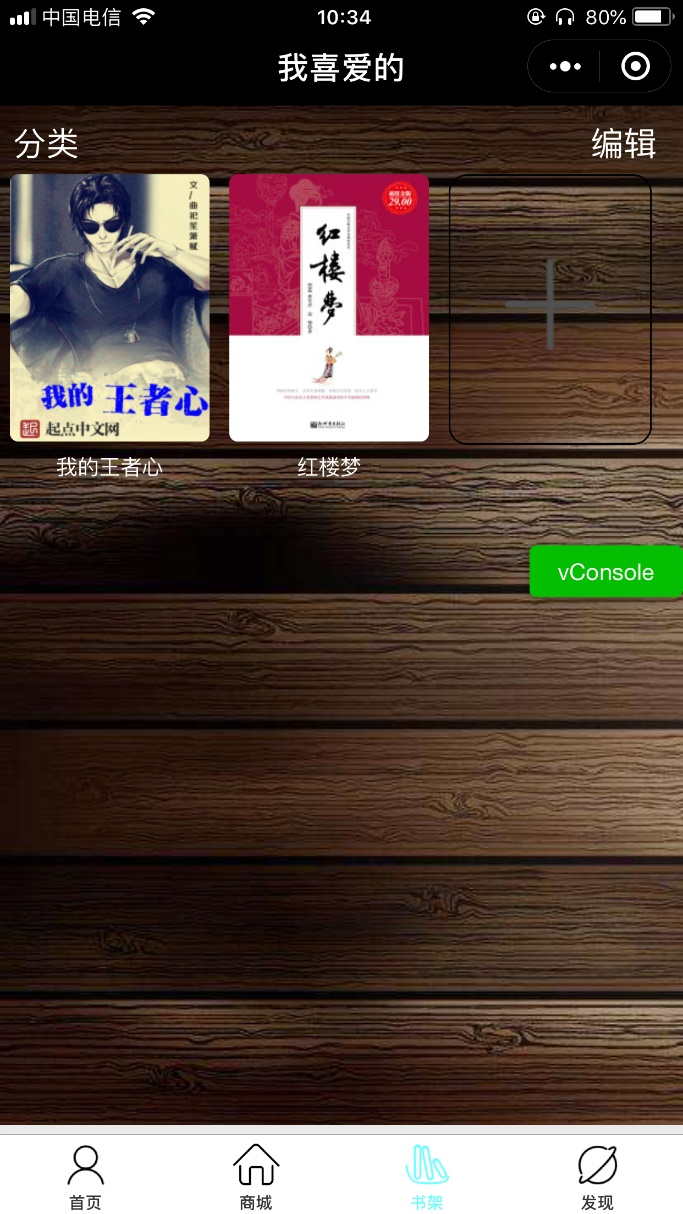 中国电信
10:34
80%
我喜爱的
分类
编辑
文/曲祀笙箫赋
我的 王者心
起点中文网
29.00
红楼梦
我的王者心
红楼梦
vConsole
首页
商城
书架
发现